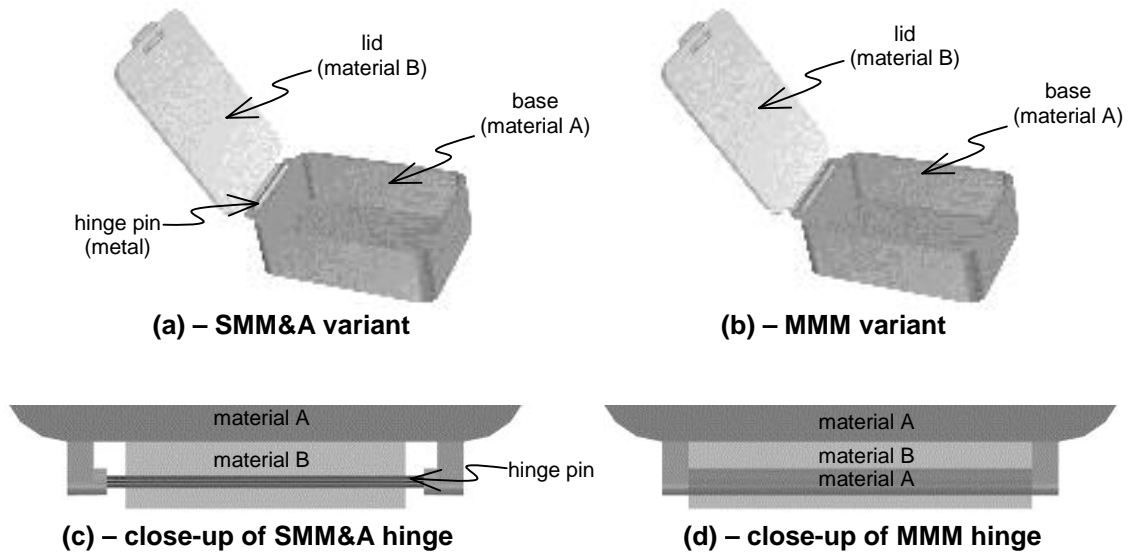 lid
(material B)
base
(material A)
hinge pin
(metal)
(a) – SMM&A variant
lid
(material B)
base
(material A)
(b) – MMM variant
material A
material B
hinge pin
(c) – close-up of SMM&A hinge
material A
material B
material A
(d) – close-up of MMM hinge